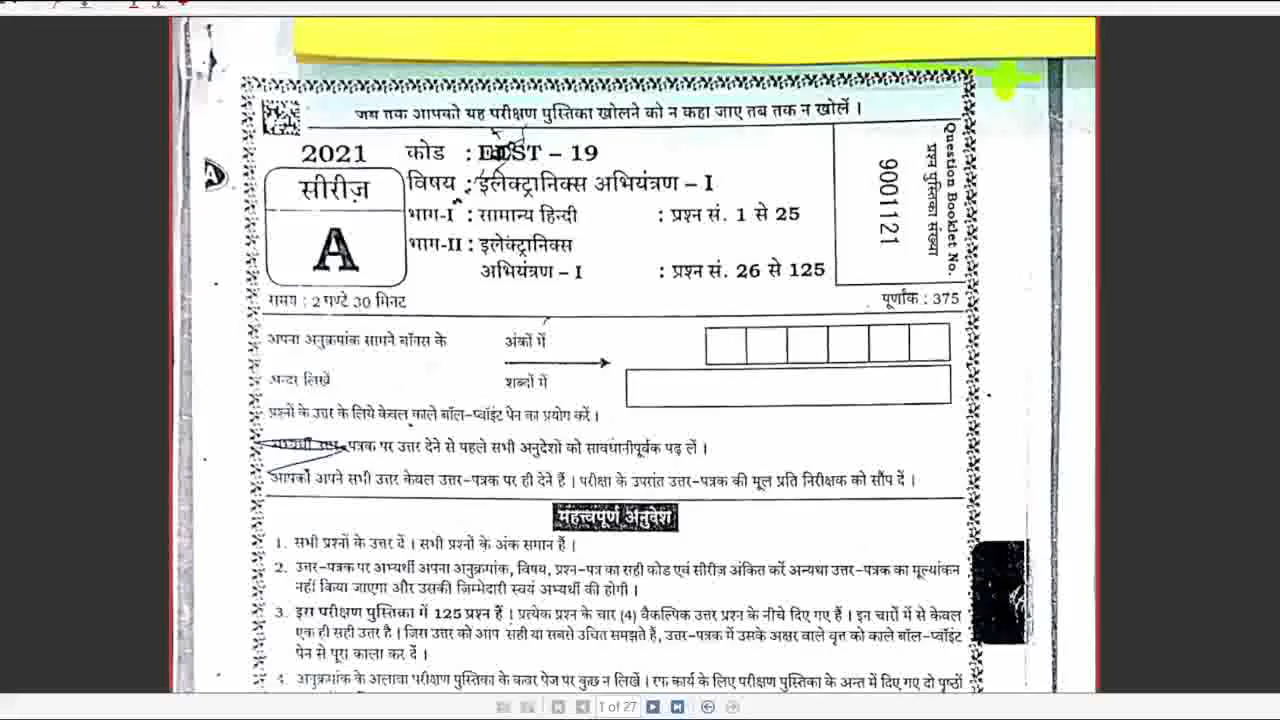 जब तक आपको यह परीक्षण पुस्तिका खोलने को न कहा जाए तब तक न खोलें ।
2021 कोड : ST – 19
सीरीज़
A
विषय : इलैक्ट्रानिक्स अभियंत्रण – I
भाग-I : सामान्य हिन्दी : प्रश्न सं. 1 से 25
भाग-II : इलेक्ट्रानिक्स
अभियंत्रण – I : प्रश्न सं. 26 से 125
Question Booklet No.
प्रश्न पुस्तिका संख्या
9001121
समय : 2 घण्टे 30 मिनट
पूर्णांक : 375
अपना अनुक्रमांक सामने बॉक्स के अंकों में
अन्दर लिखें शब्दों में
प्रश्नों के उत्तर के लिये केवल काले बॉल-प्वॉइंट पेन का प्रयोग करें ।
पत्रक पर उत्तर देने से पहले सभी अनुदेशों को सावधानीपूर्वक पढ़ लें ।
आपको अपने सभी उत्तर केवल उत्तर-पत्रक पर ही देने हैं । परीक्षा के उपरांत उत्तर-पत्रक की मूल प्रति निरीक्षक को सौंप दें ।
महत्त्वपूर्ण अनुदेश
1. सभी प्रश्नों के उत्तर दें । सभी प्रश्नों के अंक समान हैं ।
2. उत्तर-पत्रक पर अभ्यर्थी अपना अनुक्रमांक, विषय, प्रश्न-पत्र का सही कोड एवं सीरीज़ अंकित करें अन्यथा उत्तर-पत्रक का मूल्यांकन
नहीं किया जाएगा और उसकी ज़िम्मेदारी स्वयं अभ्यर्थी की होगी ।
3. इस परीक्षण पुस्तिका में 125 प्रश्न हैं । प्रत्येक प्रश्न के चार (4) वैकल्पिक उत्तर प्रश्न के नीचे दिए गए हैं । इन चारों में से केवल
एक ही सही उत्तर है । जिस उत्तर को आप सही या सबसे उचित समझते हैं, उत्तर-पत्रक में उसके अक्षर वाले वृत्त को काले बॉल-प्वॉइंट
पेन से पूरा काला कर दें ।
4. अनुक्रमांक के अलावा परीक्षण पुस्तिका के कवर पेज पर कुछ न लिखें । रफ कार्य के लिए परीक्षण पुस्तिका के अन्त में दिए गए दो पृष्ठों
1 of 27